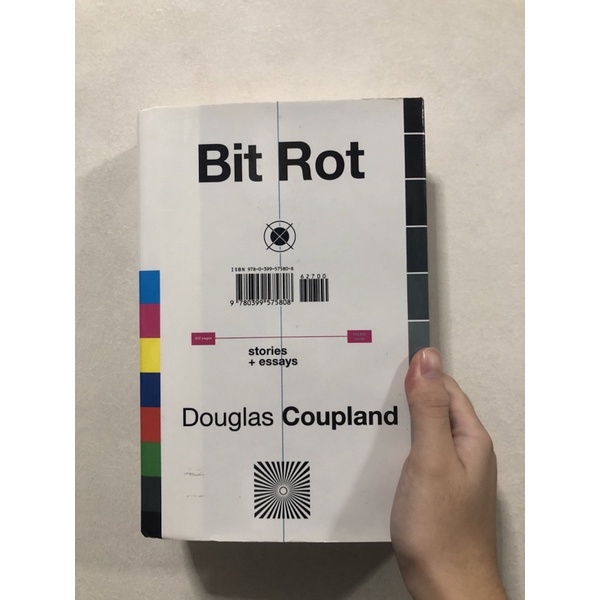 Bit Rot
ISBN 978-0-399-57580-8
62700
9 780399 575808
stories
+ essays
Douglas Coupland